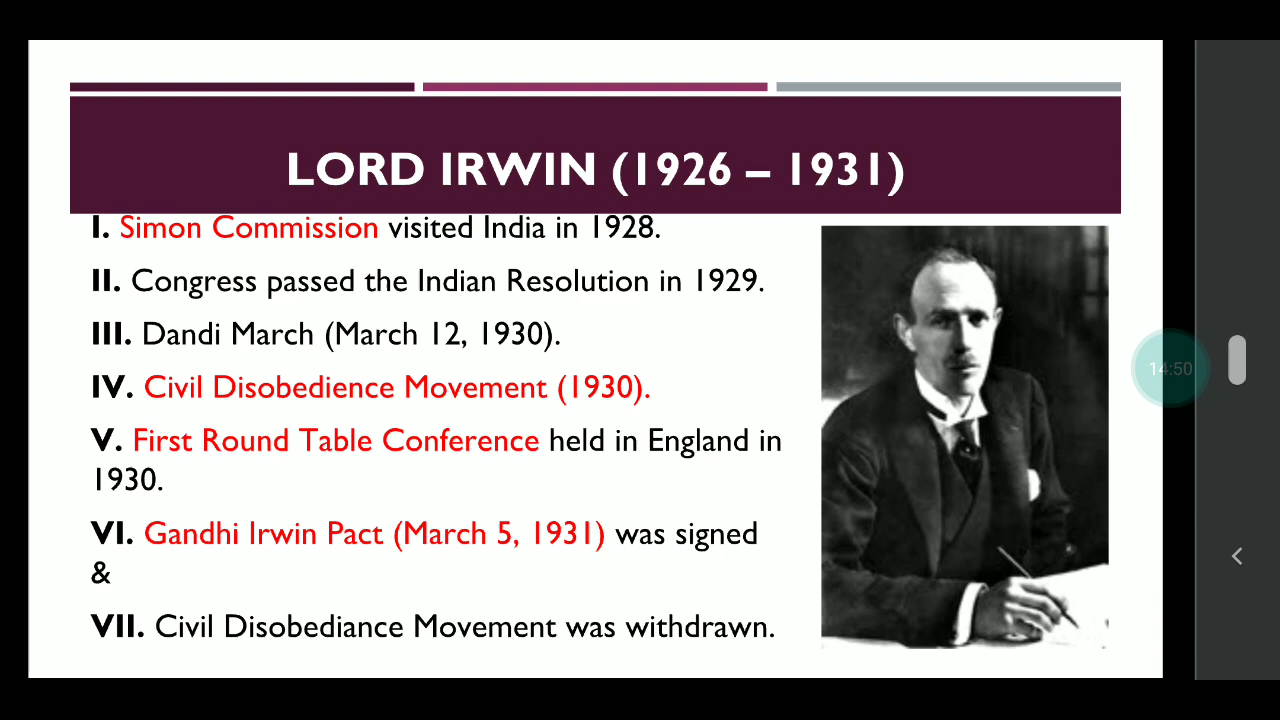 LORD IRWIN (1926 – 1931)
I. Simon Commission visited India in 1928.
II. Congress passed the Indian Resolution in 1929.
III. Dandi March (March 12, 1930).
IV. Civil Disobedience Movement (1930).
V. First Round Table Conference held in England in
1930.
VI. Gandhi Irwin Pact (March 5, 1931) was signed
&
VII. Civil Disobediance Movement was withdrawn.
14:50